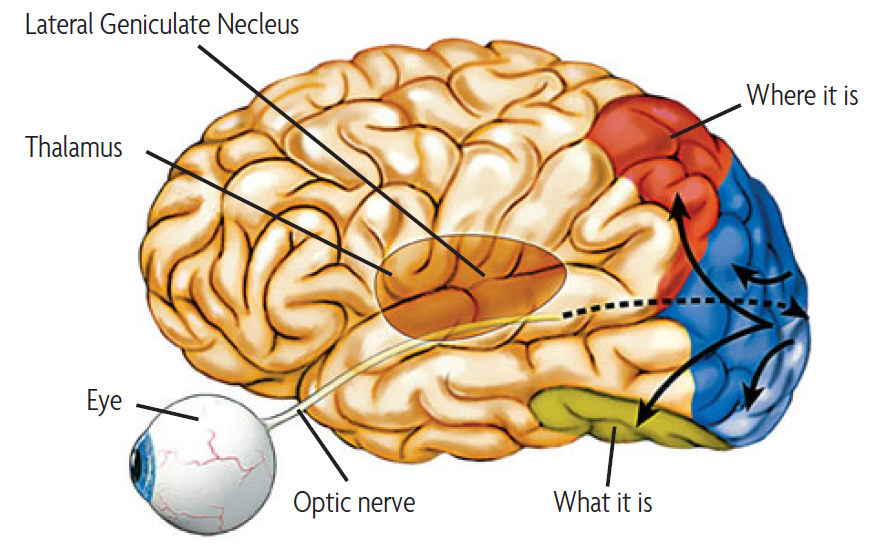 Lateral Geniculate Necleus
Where it is
Thalamus
Eye
Optic nerve
What it is